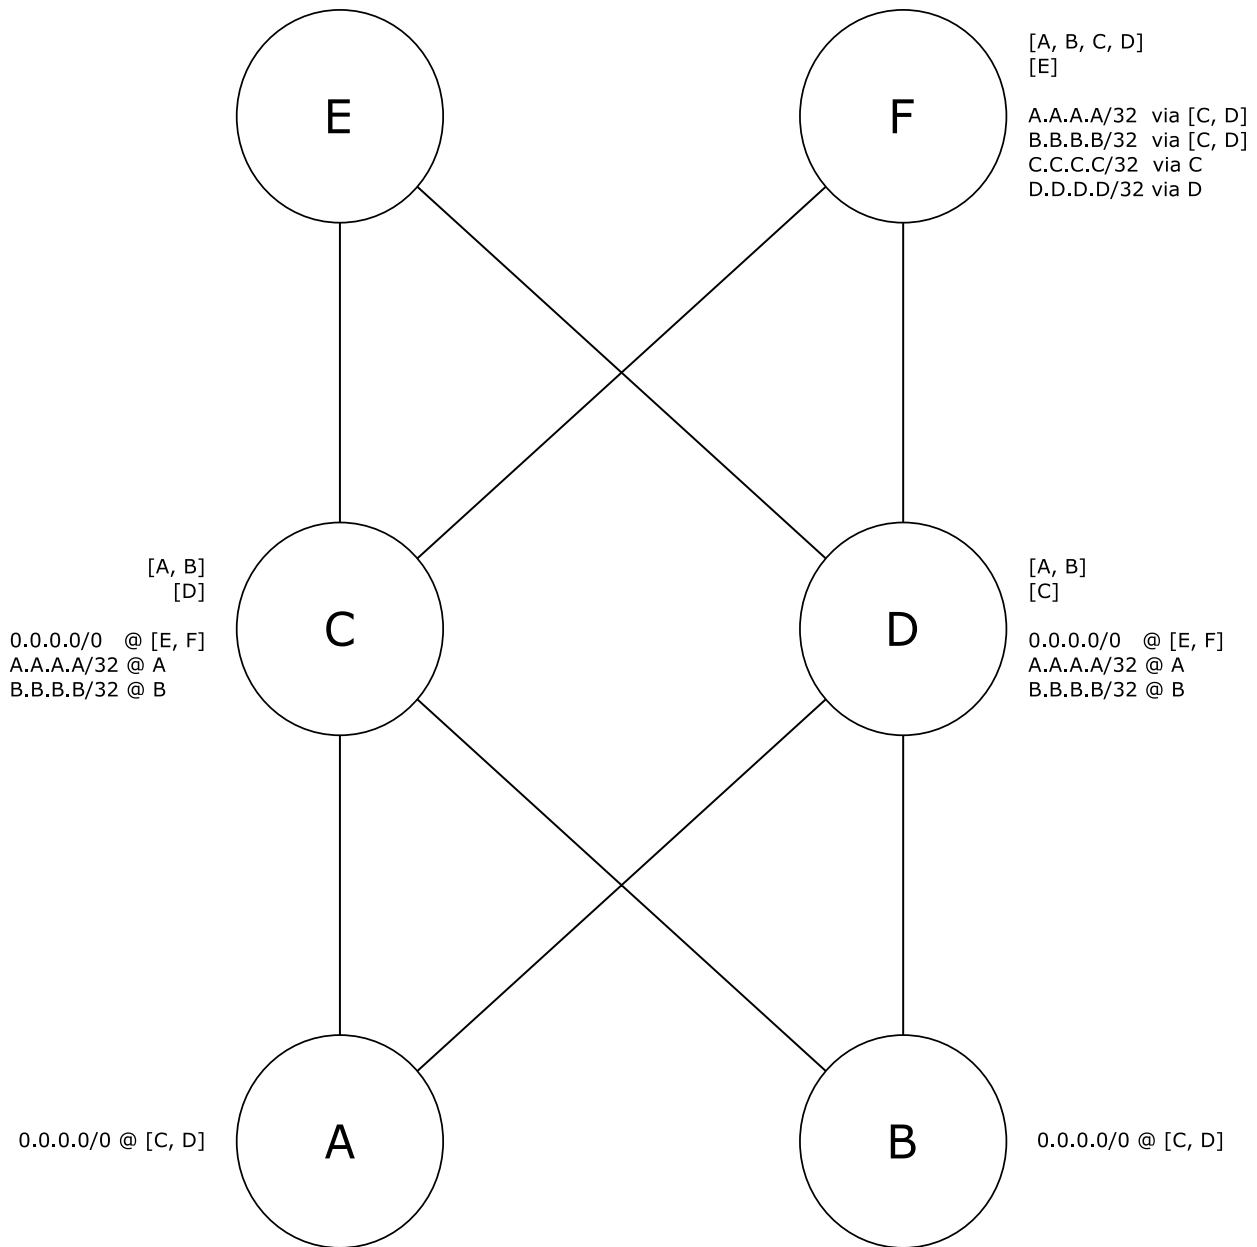 E
F
[A, B, C, D]
[E]
A.A.A.A/32  via [C, D]
B.B.B.B/32  via [C, D]
C.C.C.C/32  via C
D.D.D.D/32 via D
[A, B]
[D]
0.0.0.0/0   @ [E, F]
A.A.A.A/32 @ A
B.B.B.B/32 @ B
C
D
[A, B]
[C]
0.0.0.0/0   @ [E, F]
A.A.A.A/32 @ A
B.B.B.B/32 @ B
0.0.0.0/0 @ [C, D]
A
B
0.0.0.0/0 @ [C, D]